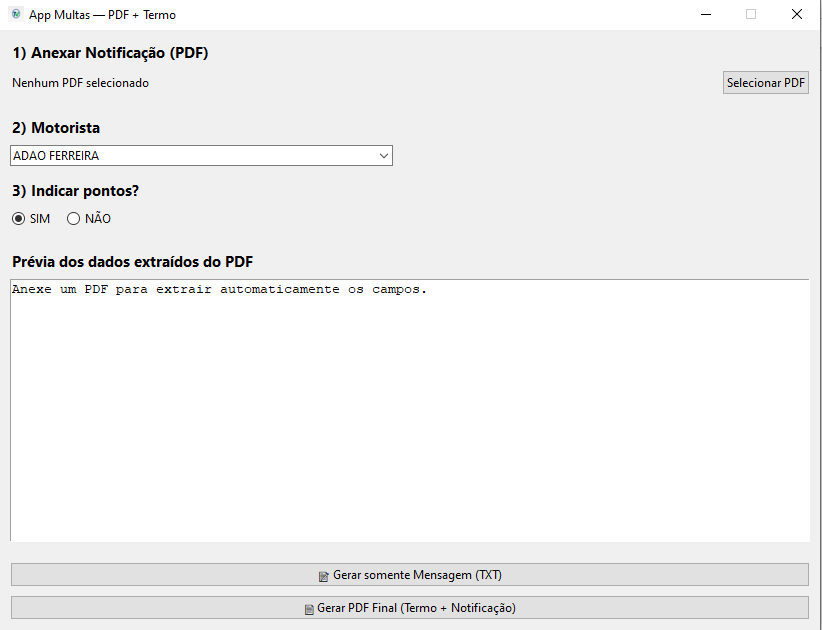 App Multas — PDF + Termo
1) Anexar Notificação (PDF)
Nenhum PDF selecionado
Selecionar PDF
2) Motorista
ADAO FERREIRA
3) Indicar pontos?
SIM NÃO
Prévia dos dados extraídos do PDF
Anexe um PDF para extrair automaticamente os campos.
Gerar somente Mensagem (TXT)
Gerar PDF Final (Termo + Notificação)